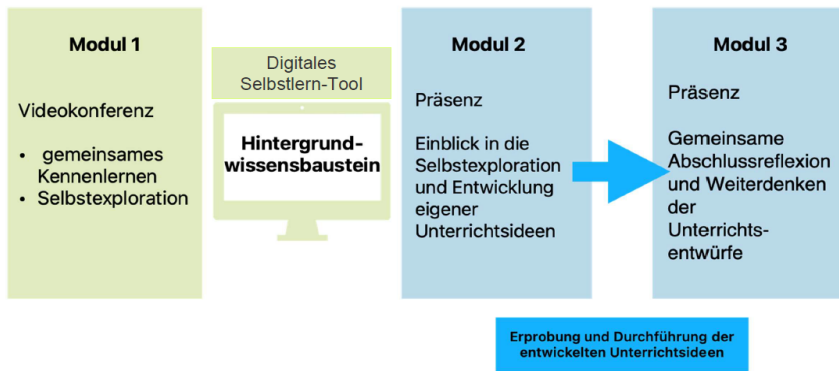 Modul 1
Videokonferenz
• gemeinsames
Kennenlernen
• Selbstexploration
Digitales
Selbstlern-Tool
Hintergrund-
wissensbaustein
Modul 2
Präsenz
Einblick in die
Selbstexploration
und Entwicklung
eigener
Unterrichtsideen
Modul 3
Präsenz
Gemeinsame
Abschlussreflexion
und Weiterdenken
der
Unterrichts-
entwürfe
Erprobung und Durchführung der
entwickelten Unterrichtsideen